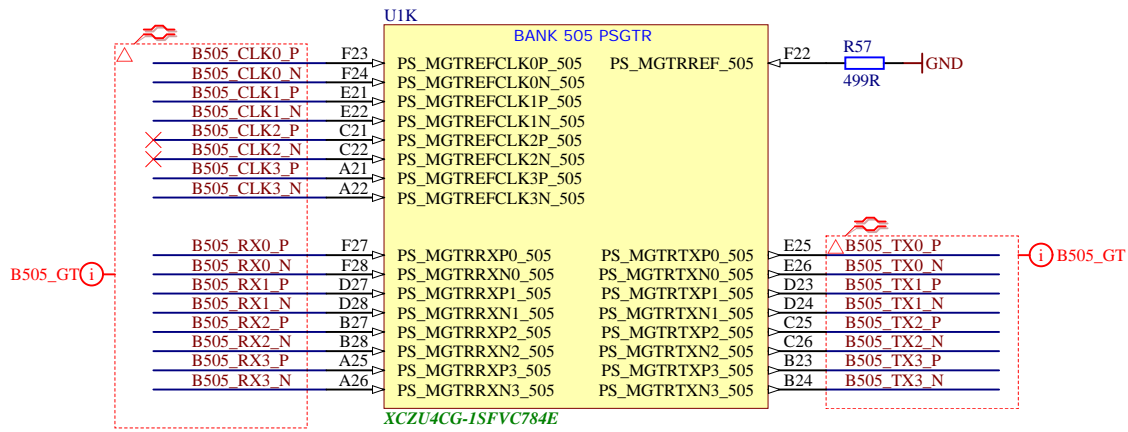 U1K
BANK 505 PSGTR
B505_CLK0_P F23 PS_MGTREFCLK0P_505 PS_MGTRREF_505 F22 R57 GND
499R
B505_CLK0_N F24 PS_MGTREFCLK0N_505
B505_CLK1_P E21 PS_MGTREFCLK1P_505
B505_CLK1_N E22 PS_MGTREFCLK1N_505
B505_CLK2_P C21 PS_MGTREFCLK2P_505
B505_CLK2_N C22 PS_MGTREFCLK2N_505
B505_CLK3_P A21 PS_MGTREFCLK3P_505
B505_CLK3_N A22 PS_MGTREFCLK3N_505
B505_RX0_P F27 PS_MGTRRXP0_505 PS_MGTRTXP0_505 E25 B505_TX0_P
B505_GT i B505_RX0_N F28 PS_MGTRRXN0_505 PS_MGTRTXN0_505 E26 B505_TX0_N i B505_GT
B505_RX1_P D27 PS_MGTRRXP1_505 PS_MGTRTXP1_505 D23 B505_TX1_P
B505_RX1_N D28 PS_MGTRRXN1_505 PS_MGTRTXN1_505 D24 B505_TX1_N
B505_RX2_P B27 PS_MGTRRXP2_505 PS_MGTRTXP2_505 C25 B505_TX2_P
B505_RX2_N B28 PS_MGTRRXN2_505 PS_MGTRTXN2_505 C26 B505_TX2_N
B505_RX3_P A25 PS_MGTRRXP3_505 PS_MGTRTXP3_505 B23 B505_TX3_P
B505_RX3_N A26 PS_MGTRRXN3_505 PS_MGTRTXN3_505 B24 B505_TX3_N
XCZU4CG-1SFVC784E